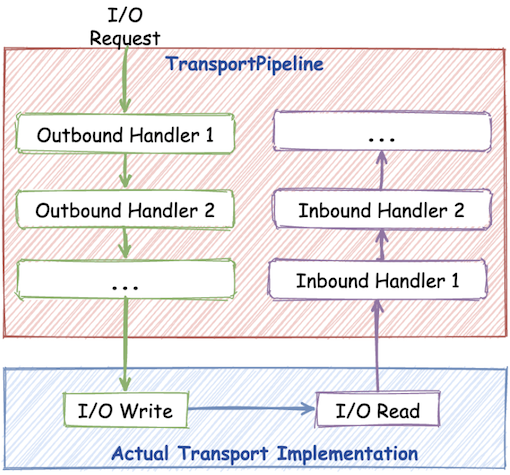 I/O
Request
TransportPipeline
Outbound Handler 1
...
Outbound Handler 2
Inbound Handler 2
...
Inbound Handler 1
I/O Write
I/O Read
Actual Transport Implementation